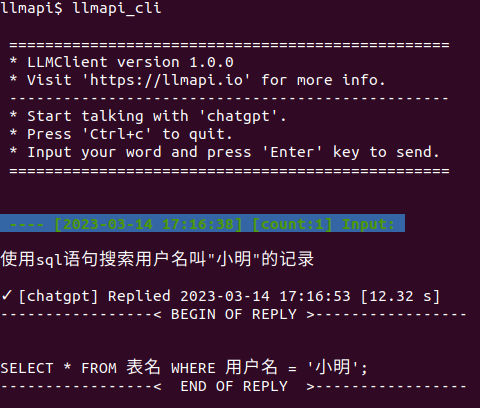 llmapi$ llmapi_cli
==================================================
* LLMClient version 1.0.0
* Visit 'https://llmapi.io' for more info.
--------------------------------------------------
* Start talking with 'chatgpt'.
* Press 'Ctrl+c' to quit.
* Input your word and press 'Enter' key to send.
==================================================
---- [2023-03-14 17:16:38] [count:1] Input:
使用sql语句搜索用户名叫"小明"的记录
✓ [chatgpt] Replied 2023-03-14 17:16:53 [12.32 s]
-----------------< BEGIN OF REPLY >-----------------
SELECT * FROM 表名 WHERE 用户名 = '小明';
-----------------<  END OF REPLY  >-----------------